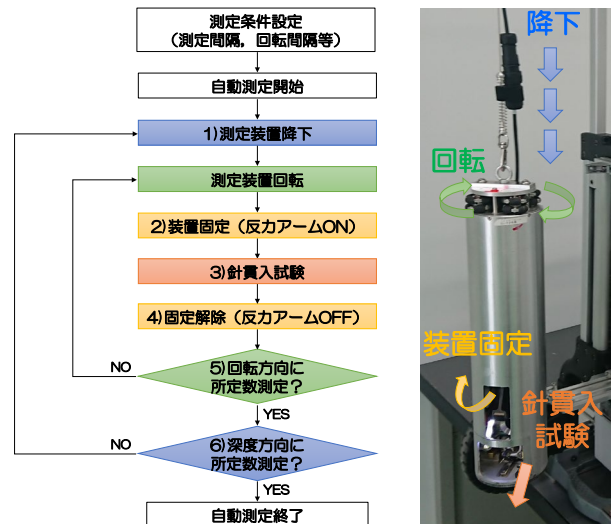 測定条件設定
(測定間隔，回転間隔等)
自動測定開始
1)測定装置降下
測定装置回転
2)装置固定（反力アームON）
3)針貫入試験
4)固定解除（反力アームOFF）
5)回転方向に
所定数測定？
NO
YES
6)深度方向に
所定数測定？
NO
YES
自動測定終了
降下
回転
装置固定
針貫入
試験